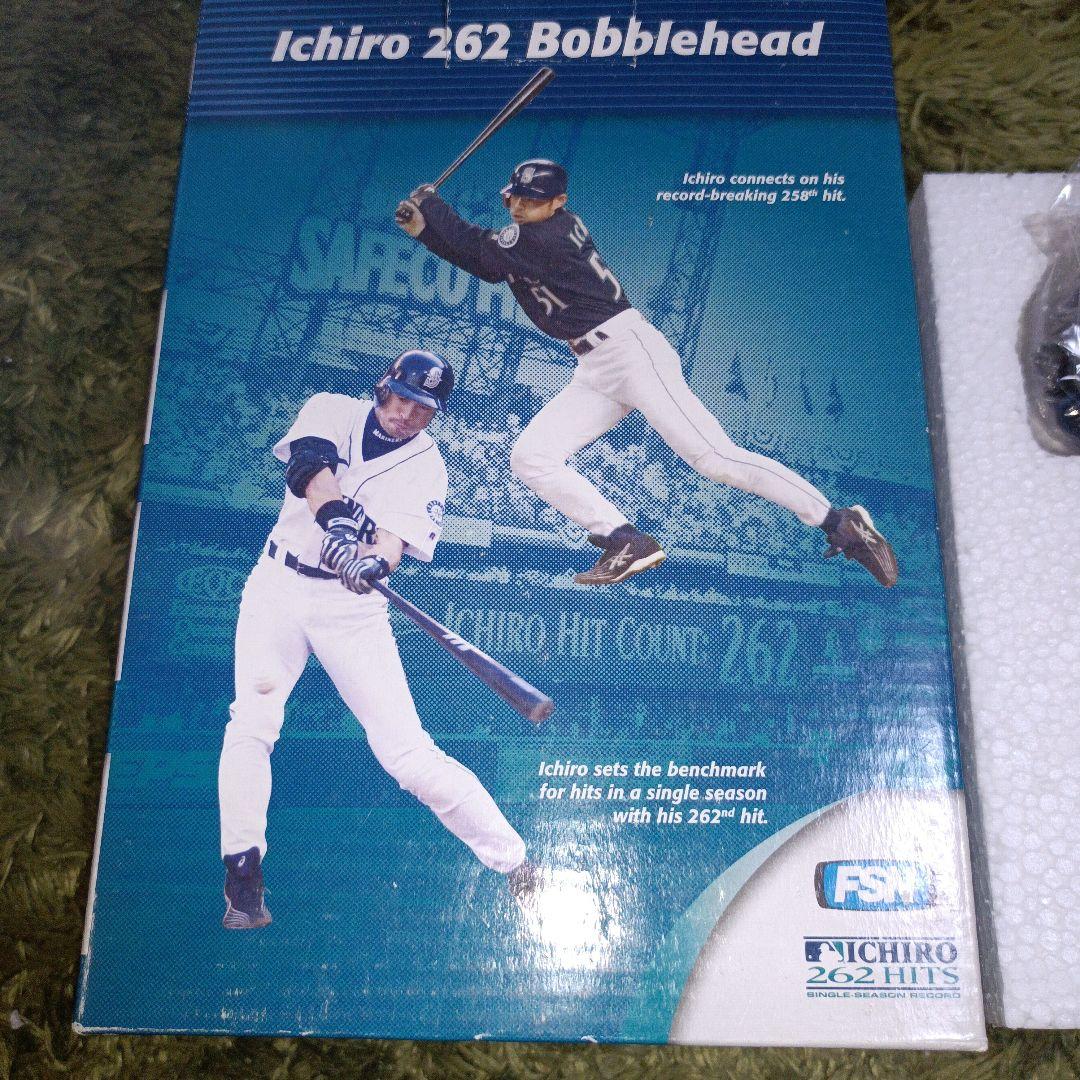 Ichiro 262 Bobblehead
Ichiro connects on his
record-breaking 258th hit.
SAFECO
51
ICHIRO HIT COUNT: 262
Ichiro sets the benchmark
for hits in a single season
with his 262nd hit.
FSN
ICHIRO
262 HITS
SINGLE-SEASON RECORD